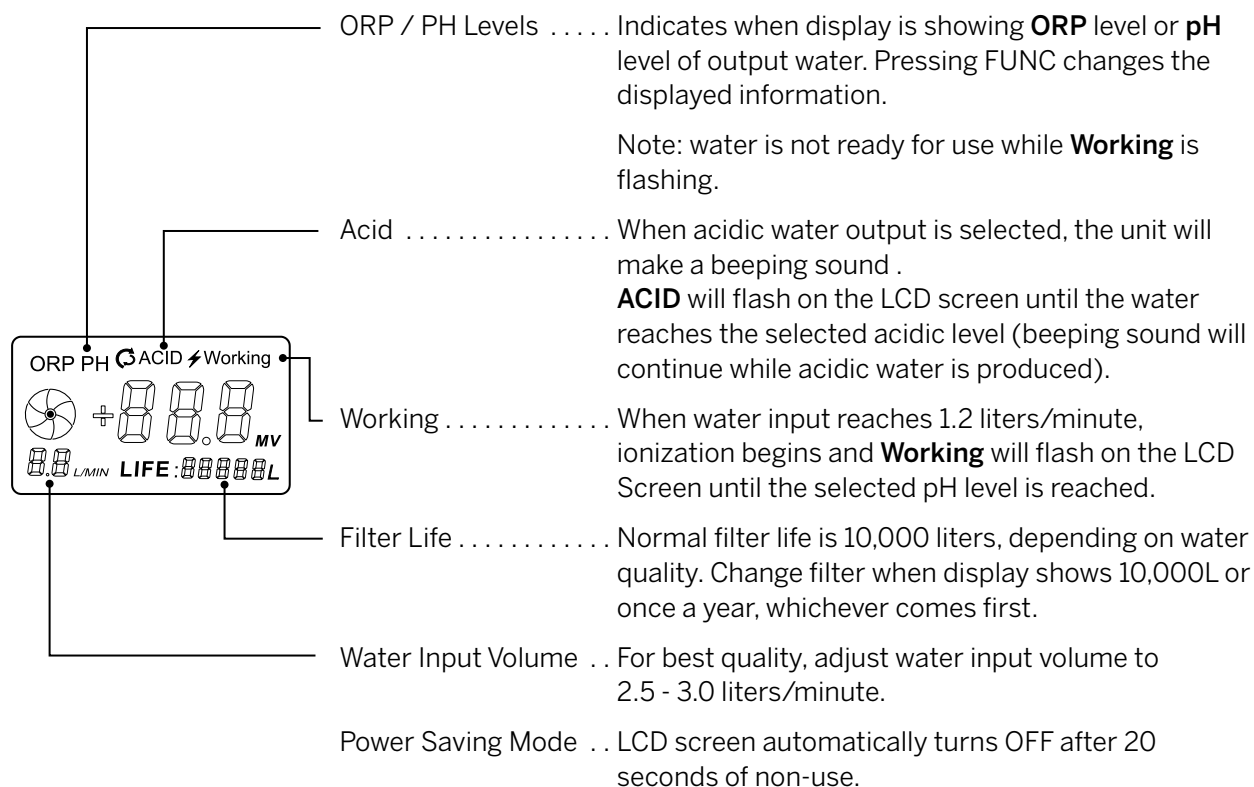 ORP / PH Levels ..... Indicates when display is showing ORP level or pH
level of output water. Pressing FUNC changes the
displayed information.
Note: water is not ready for use while Working is
flashing.
Acid ................ When acidic water output is selected, the unit will
make a beeping sound .
ACID will flash on the LCD screen until the water
reaches the selected acidic level (beeping sound will
continue while acidic water is produced).
ORP PH ACID Working
+88.8 MV
8.8 L/MIN LIFE:88888L
Working ............. When water input reaches 1.2 liters/minute,
ionization begins and Working will flash on the LCD
Screen until the selected pH level is reached.
Filter Life ............ Normal filter life is 10,000 liters, depending on water
quality. Change filter when display shows 10,000L or
once a year, whichever comes first.
Water Input Volume .. For best quality, adjust water input volume to
2.5 - 3.0 liters/minute.
Power Saving Mode .. LCD screen automatically turns OFF after 20
seconds of non-use.